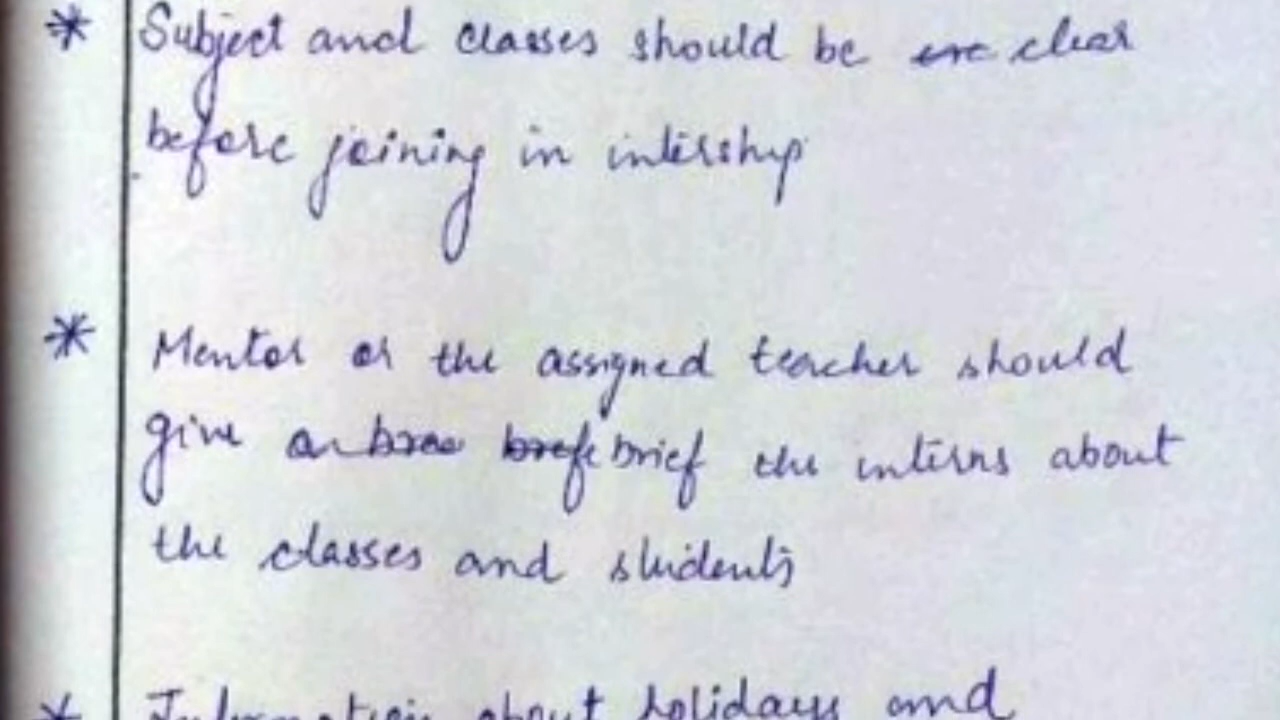 * Subject and classes should be clear
before joining in intership
* Mentor or the assigned teacher should
give a brief the interns about
the classes and students
* Information about holidays and